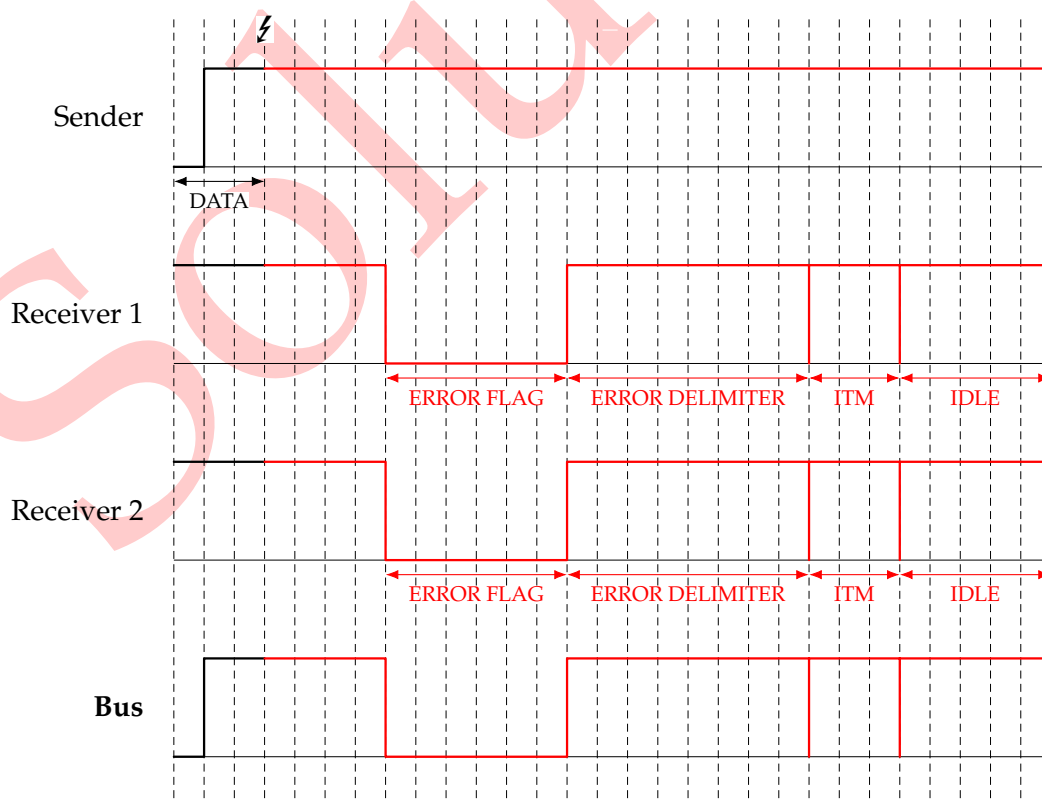 Sender
DATA
Receiver 1
ERROR FLAG ERROR DELIMITER ITM IDLE
Receiver 2
ERROR FLAG ERROR DELIMITER ITM IDLE
Bus
Solu